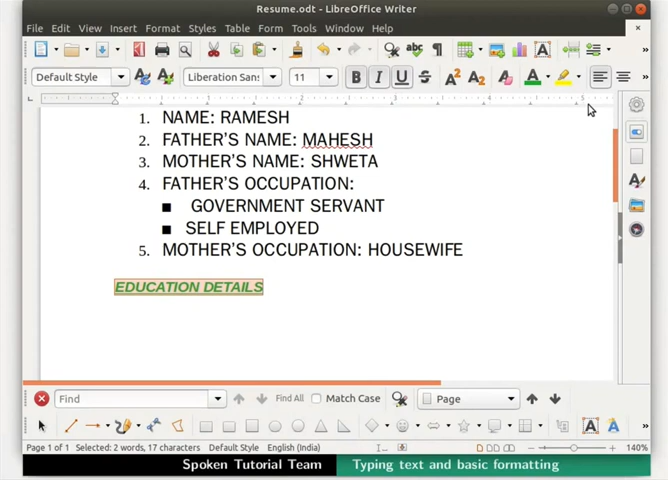 Resume.odt - LibreOffice Writer
File Edit View Insert Format Styles Table Form Tools Window Help
Default Style Liberation Sans 11
1. NAME: RAMESH
2. FATHER'S NAME: MAHESH
3. MOTHER'S NAME: SHWETA
4. FATHER'S OCCUPATION:
■ GOVERNMENT SERVANT
■ SELF EMPLOYED
5. MOTHER'S OCCUPATION: HOUSEWIFE
EDUCATION DETAILS
Find Find All Match Case Page
Page 1 of 1 Selected: 2 words, 17 characters Default Style English (India) 140%
Spoken Tutorial Team Typing text and basic formatting